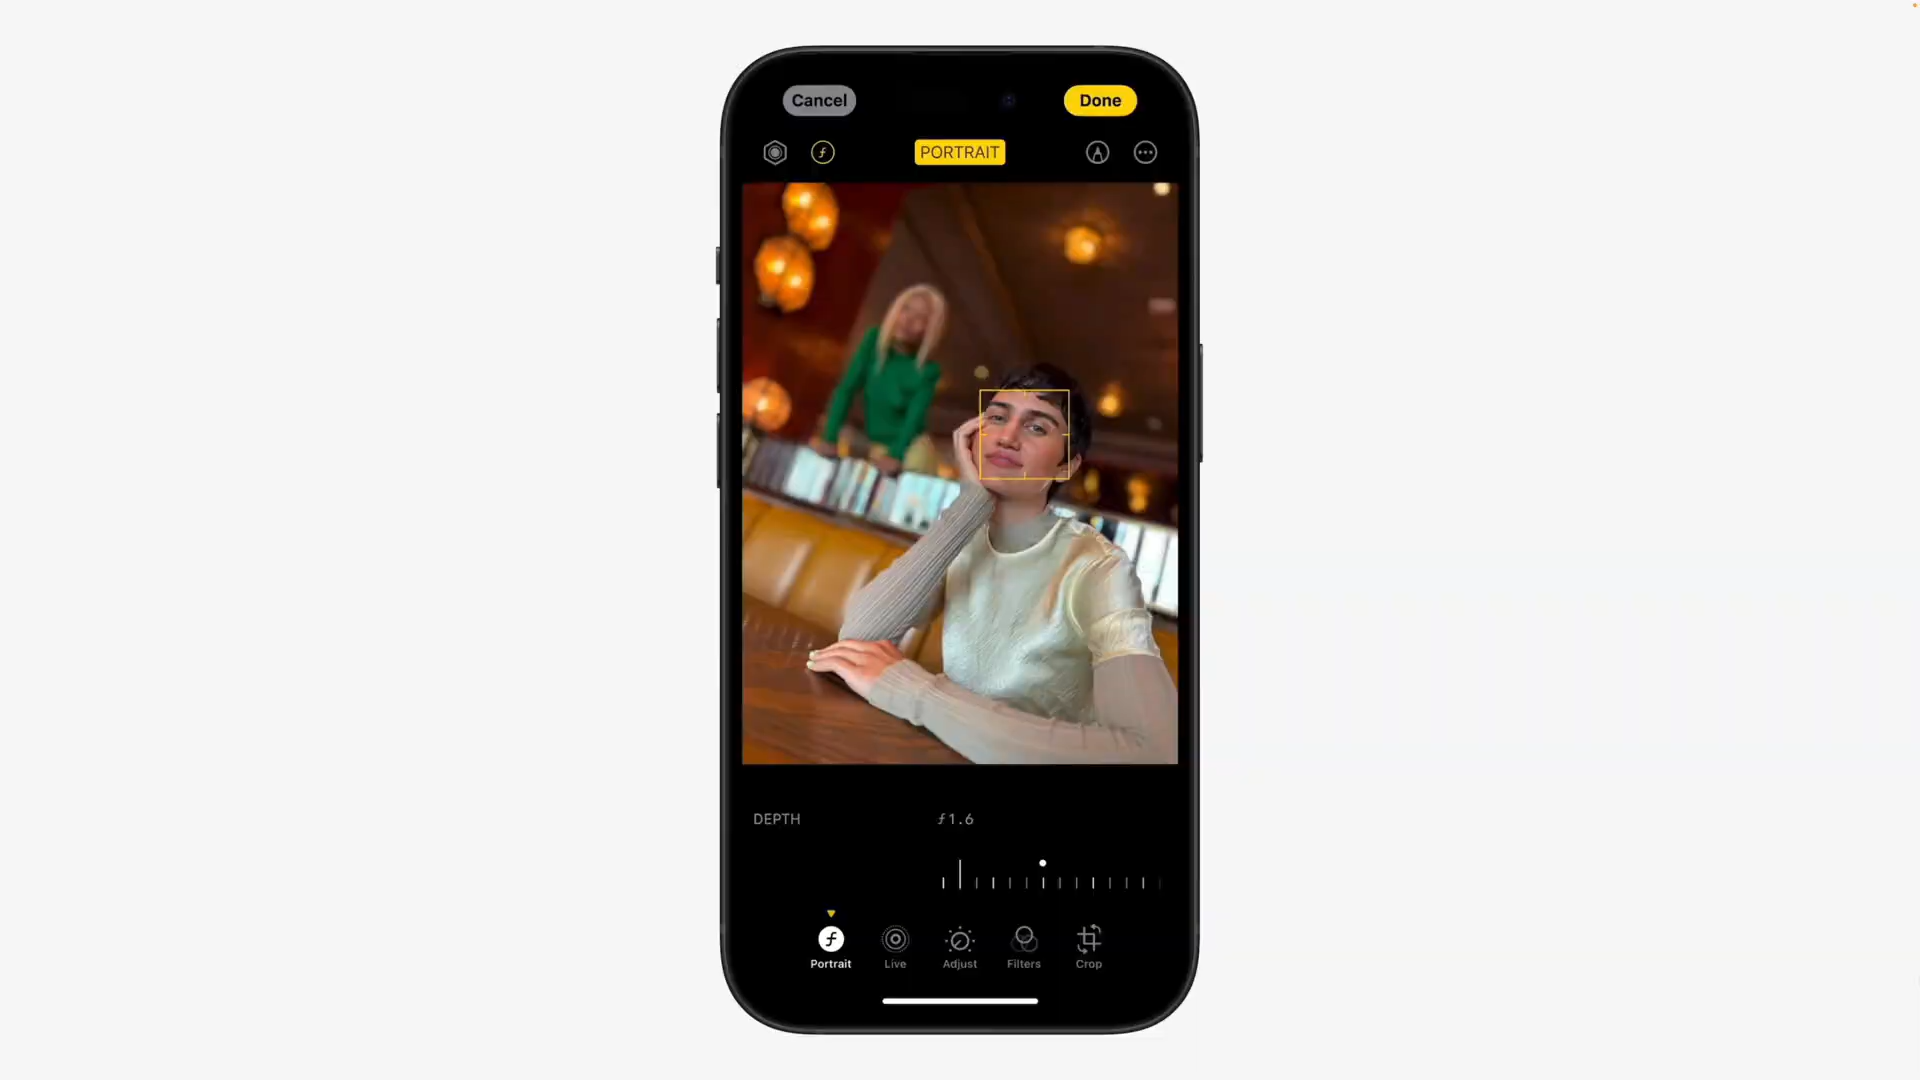 Cancel
Done
PORTRAIT
DEPTH
ƒ1.6
Portrait
Live
Adjust
Filters
Crop